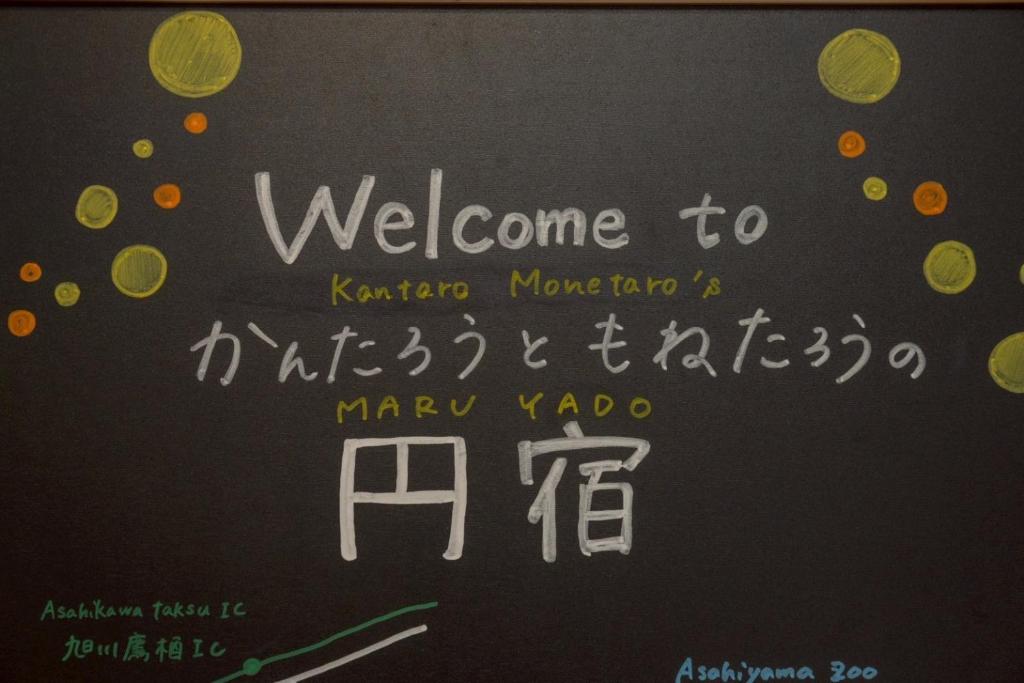 Welcome to
Kantaro Monetaro's
かんたろうともねたろうの
MARU YADO
円宿
Asahikawa taksu IC
旭川鷹栖IC
Asahiyama Zoo